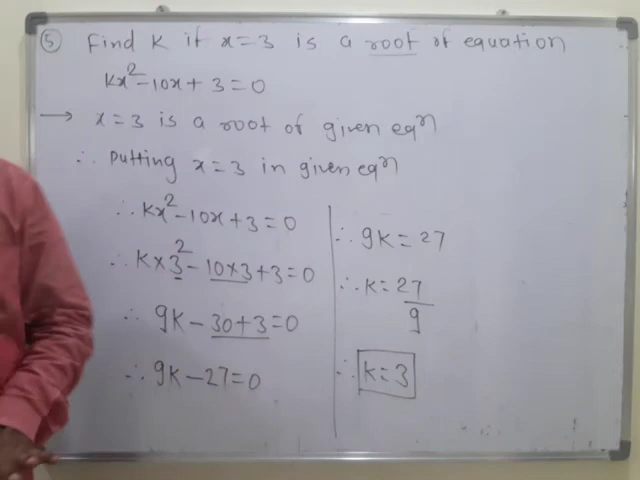 ⑤ Find K if x=3 is a root of equation
Kx²-10x+3=0
→ x=3 is a root of given eqⁿ
∴ Putting x=3 in given eqⁿ
∴ Kx²-10x+3=0
∴ K×3²-10×3+3=0
∴ 9K-30+3=0
∴ 9K-27=0
∴ 9K=27
∴ K=27/9
∴ K=3